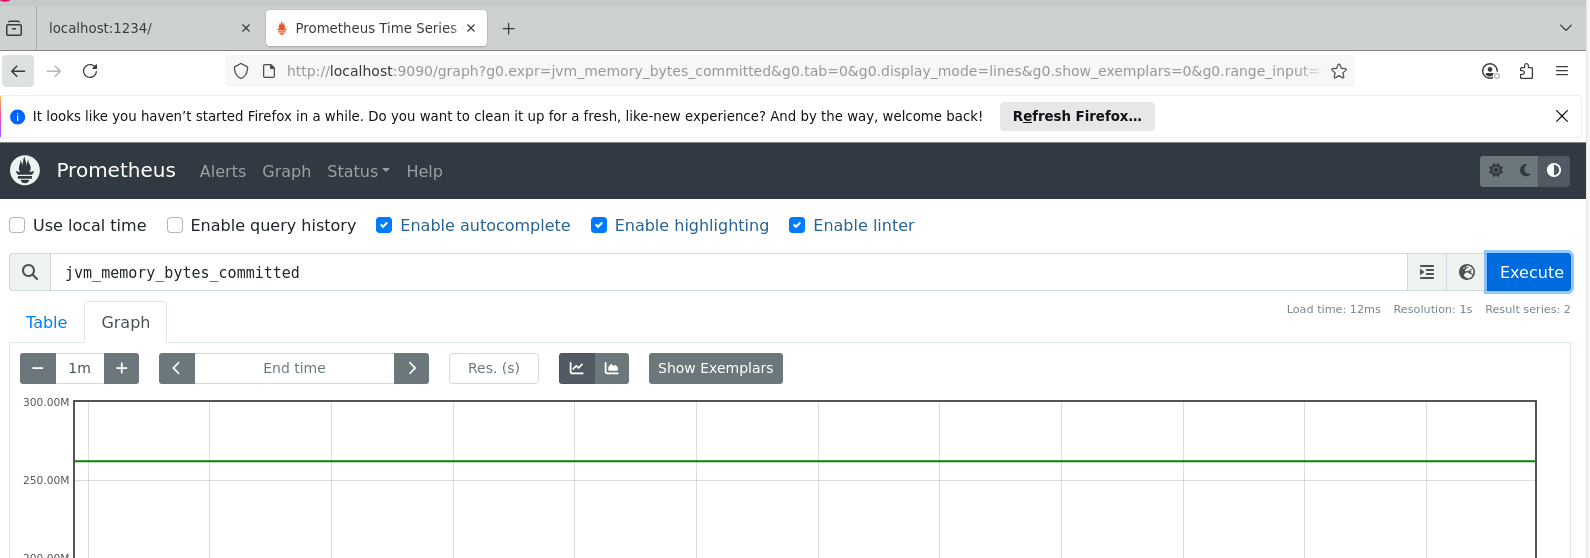 localhost:1234/
Prometheus Time Series
http://localhost:9090/graph?g0.expr=jvm_memory_bytes_committed&g0.tab=0&g0.display_mode=lines&g0.show_exemplars=0&g0.range_input=
It looks like you haven’t started Firefox in a while. Do you want to clean it up for a fresh, like-new experience? And by the way, welcome back! Refresh Firefox…
Prometheus Alerts Graph Status Help
Use local time Enable query history Enable autocomplete Enable highlighting Enable linter
jvm_memory_bytes_committed Execute
Load time: 12ms Resolution: 1s Result series: 2
Table Graph
− 1m + End time Res. (s) Show Exemplars
300.00M
250.00M
200.00M